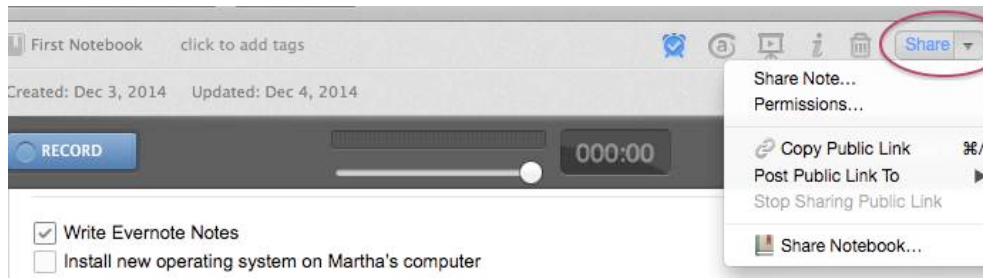 First Notebook click to add tags Share
Created: Dec 3, 2014 Updated: Dec 4, 2014
Share Note...
Permissions...
RECORD 000:00
Copy Public Link ⌘/
Post Public Link To
Stop Sharing Public Link
Share Notebook...
Write Evernote Notes
Install new operating system on Martha's computer